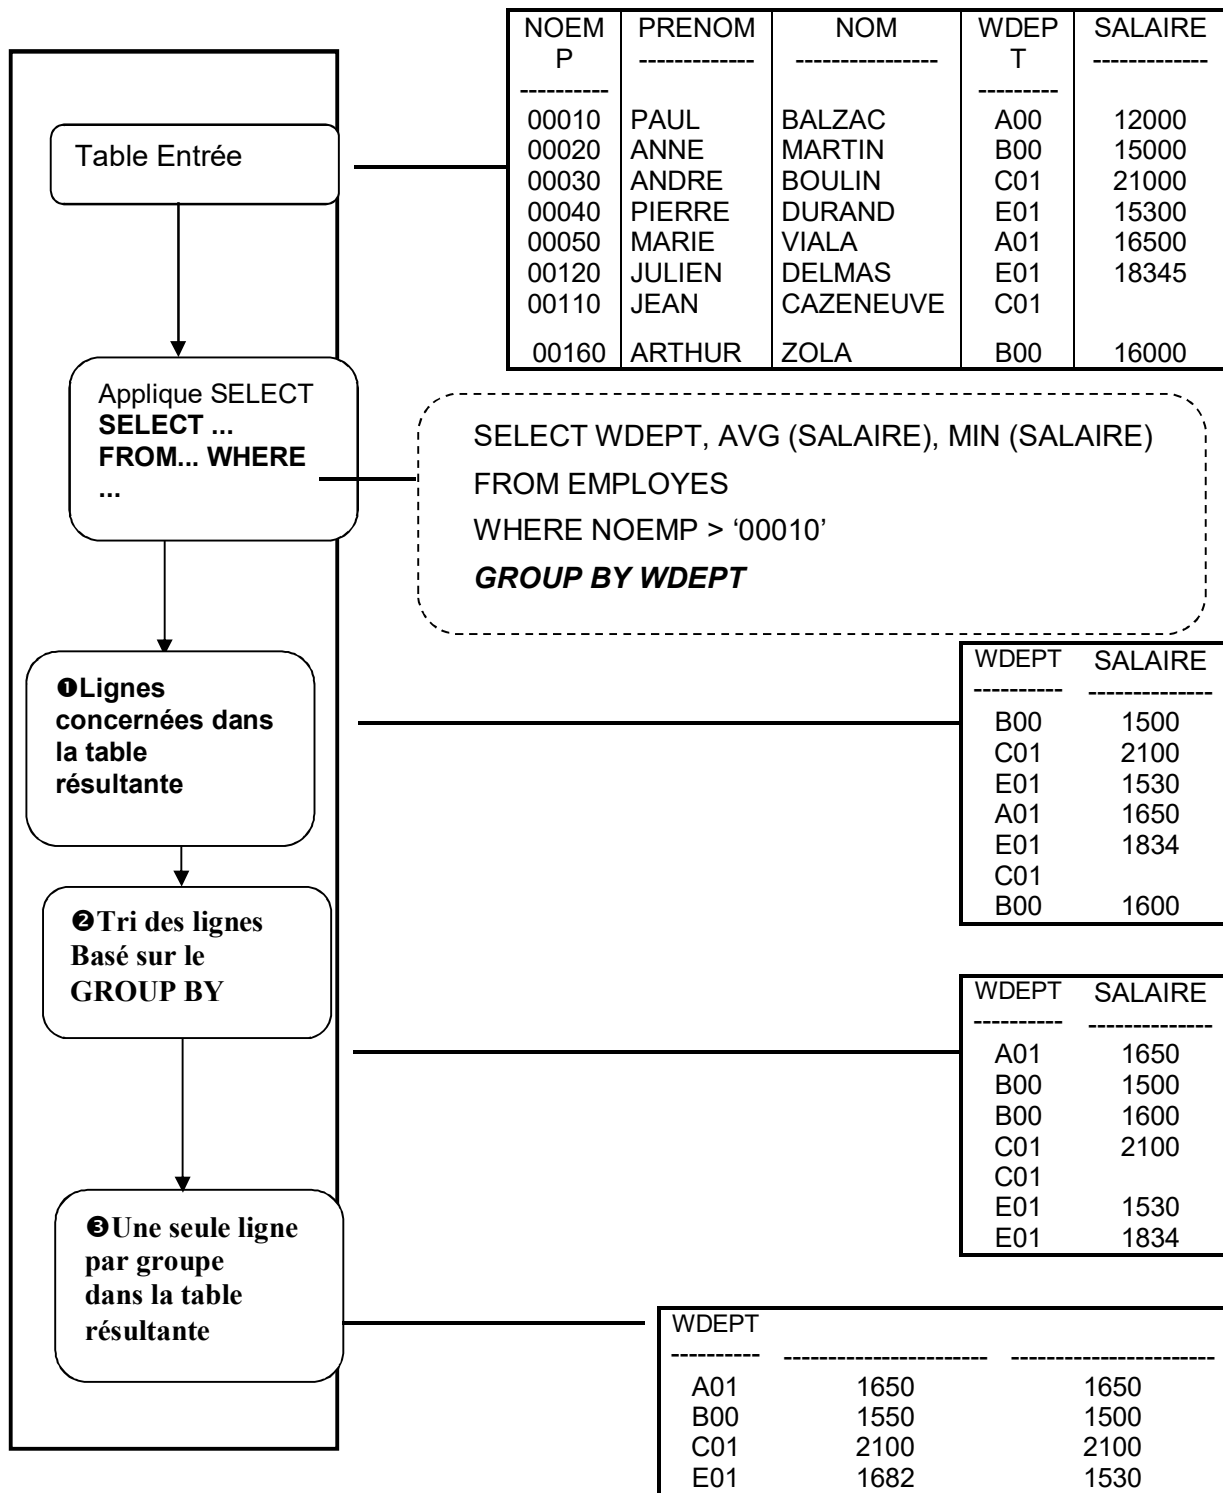 NOEM PRENOM NOM WDEP SALAIRE
P ------------- ---------------- T -------------
---------- ---------
00010 PAUL BALZAC A00 12000
00020 ANNE MARTIN B00 15000
00030 ANDRE BOULIN C01 21000
00040 PIERRE DURAND E01 15300
00050 MARIE VIALA A01 16500
00120 JULIEN DELMAS E01 18345
00110 JEAN CAZENEUVE C01
00160 ARTHUR ZOLA B00 16000
Table Entrée
Applique SELECT
SELECT ...
FROM... WHERE
...
SELECT WDEPT, AVG (SALAIRE), MIN (SALAIRE)
FROM EMPLOYES
WHERE NOEMP > ‘00010’
GROUP BY WDEPT
❶Lignes
concernées dans
la table
résultante
WDEPT SALAIRE
---------- --------------
B00 1500
C01 2100
E01 1530
A01 1650
E01 1834
C01
B00 1600
❷Tri des lignes
Basé sur le
GROUP BY
WDEPT SALAIRE
---------- --------------
A01 1650
B00 1500
B00 1600
C01 2100
C01
E01 1530
E01 1834
❸Une seule ligne
par groupe
dans la table
résultante
WDEPT
---------- ----------------------- -----------------------
A01 1650 1650
B00 1550 1500
C01 2100 2100
E01 1682 1530